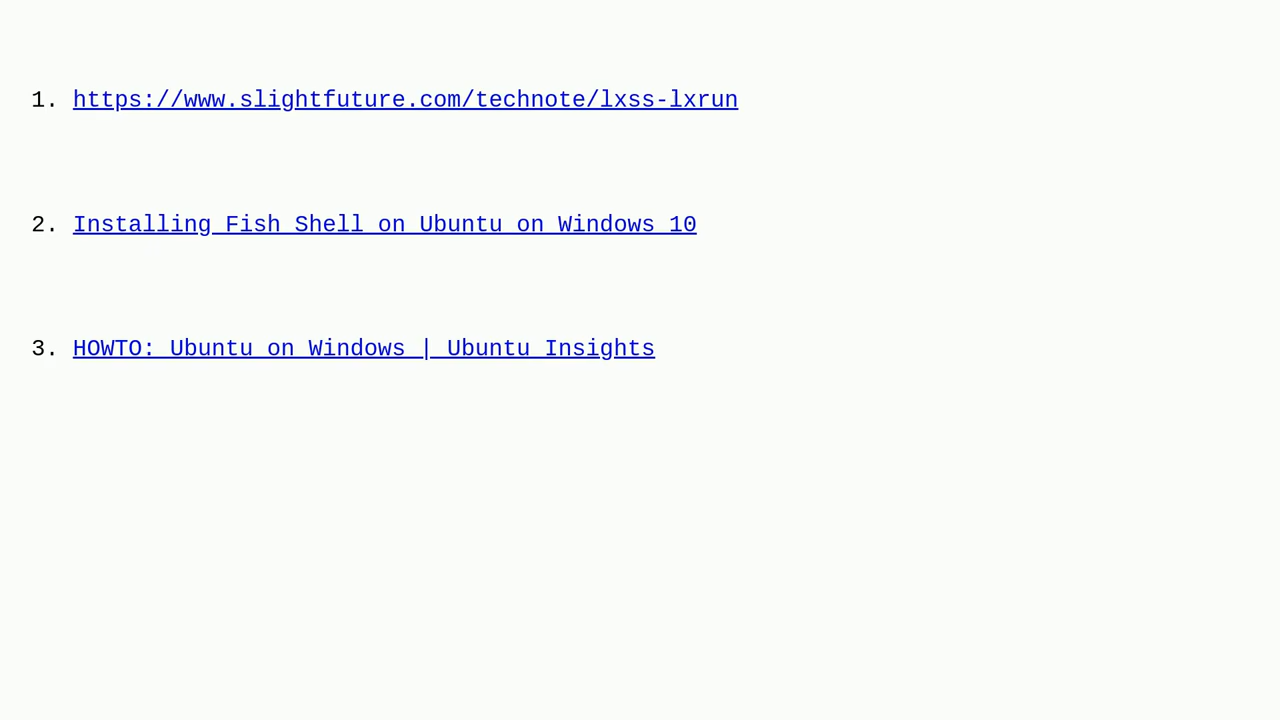 1. https://www.slightfuture.com/technote/lxss-lxrun
2. Installing Fish Shell on Ubuntu on Windows 10
3. HOWTO: Ubuntu on Windows | Ubuntu Insights